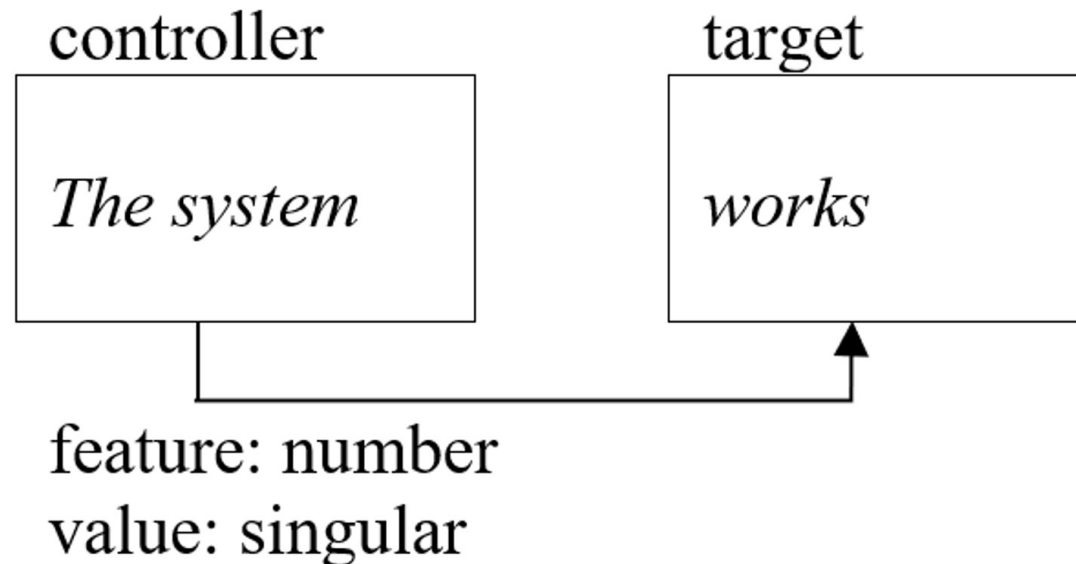 controller target
The system works
feature: number
value: singular